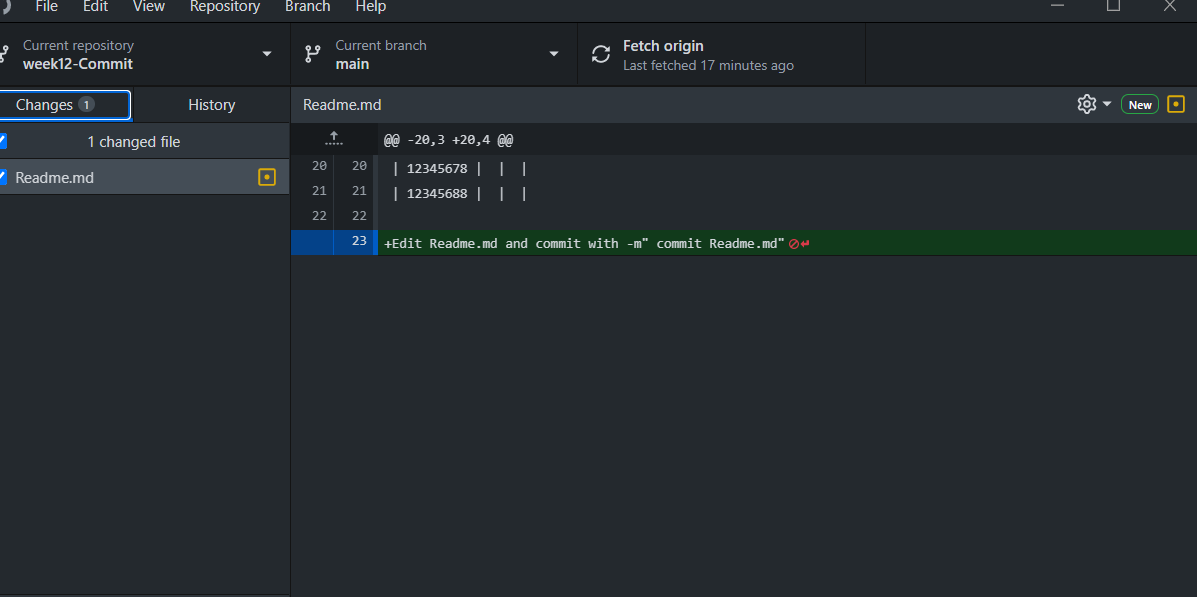 File Edit View Repository Branch Help
Current repository
week12-Commit
Current branch
main
Fetch origin
Last fetched 17 minutes ago
Changes 1
History
Readme.md
New
1 changed file
Readme.md
@@ -20,3 +20,4 @@
20 20 | 12345678 | | |
21 21 | 12345688 | | |
22 22
23 +Edit Readme.md and commit with -m" commit Readme.md"